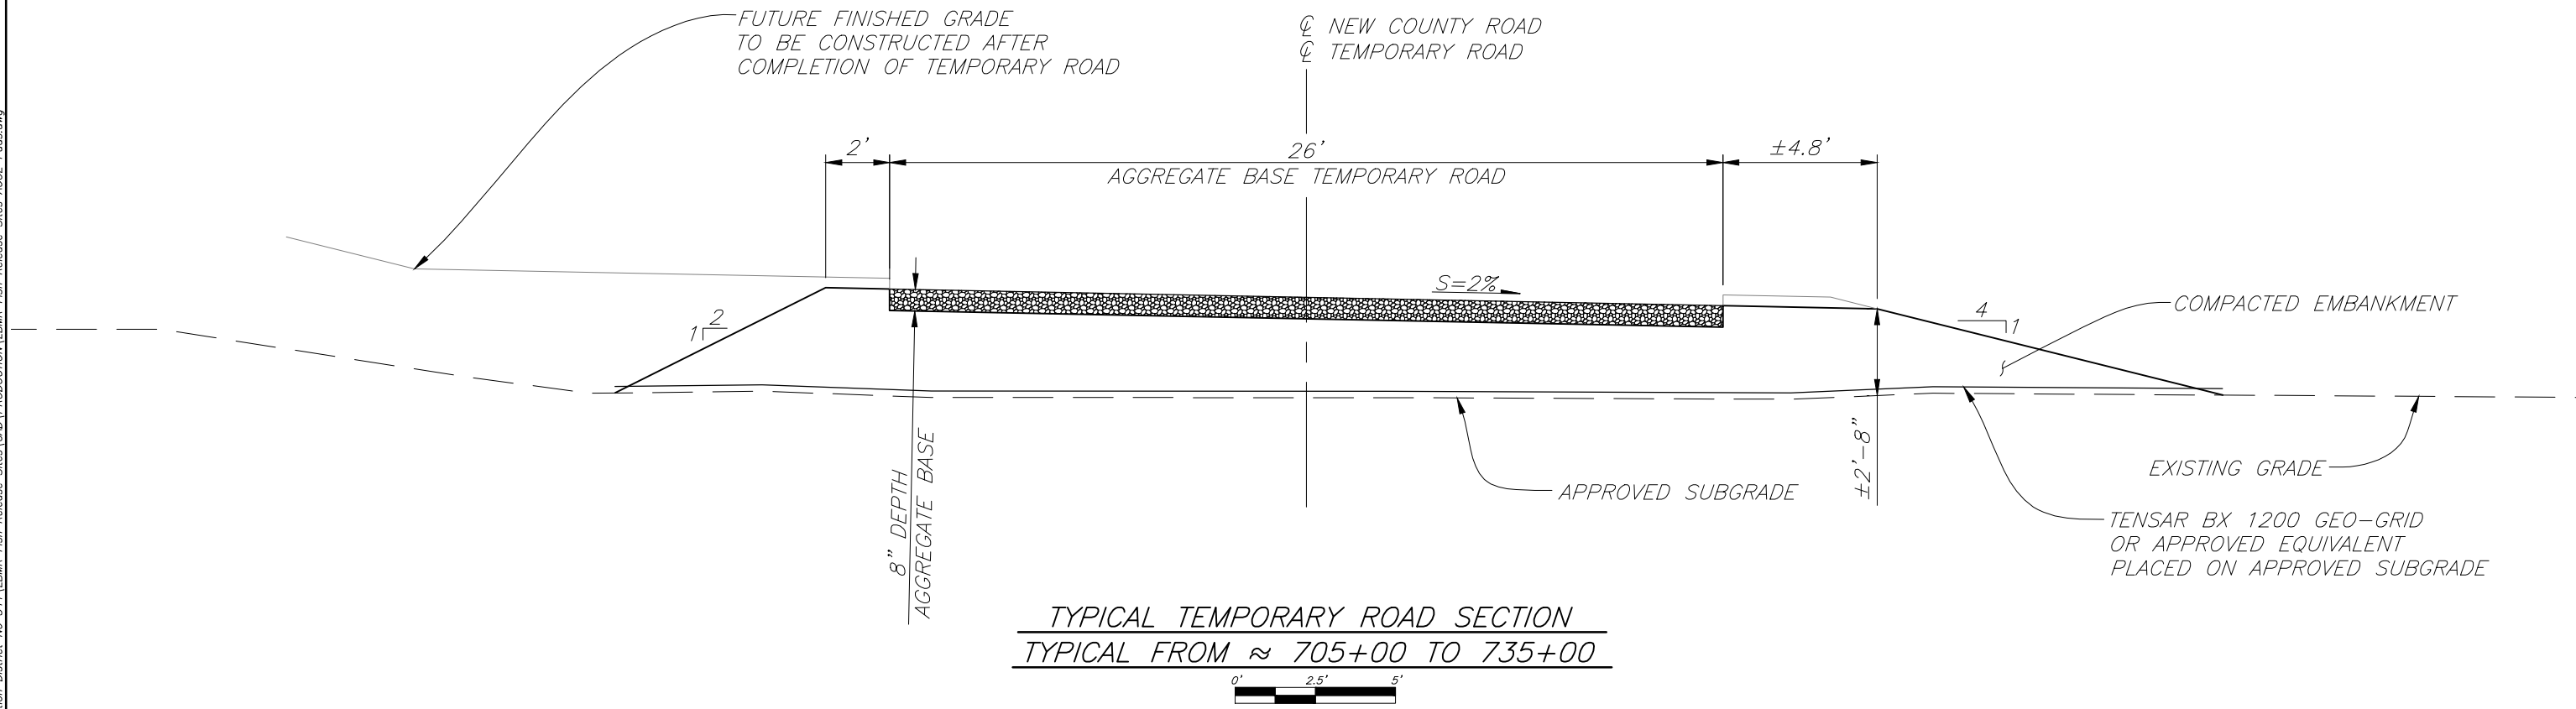 FUTURE FINISHED GRADE
TO BE CONSTRUCTED AFTER
COMPLETION OF TEMPORARY ROAD
℄ NEW COUNTY ROAD
℄ TEMPORARY ROAD
2'
26'
±4.8'
AGGREGATE BASE TEMPORARY ROAD
S=2%
2
1
4
1
COMPACTED EMBANKMENT
8" DEPTH
AGGREGATE BASE
±2'-8"
APPROVED SUBGRADE
EXISTING GRADE
TENSAR BX 1200 GEO-GRID
OR APPROVED EQUIVALENT
PLACED ON APPROVED SUBGRADE
TYPICAL TEMPORARY ROAD SECTION
TYPICAL FROM ≈ 705+00 TO 735+00
0' 2.5' 5'